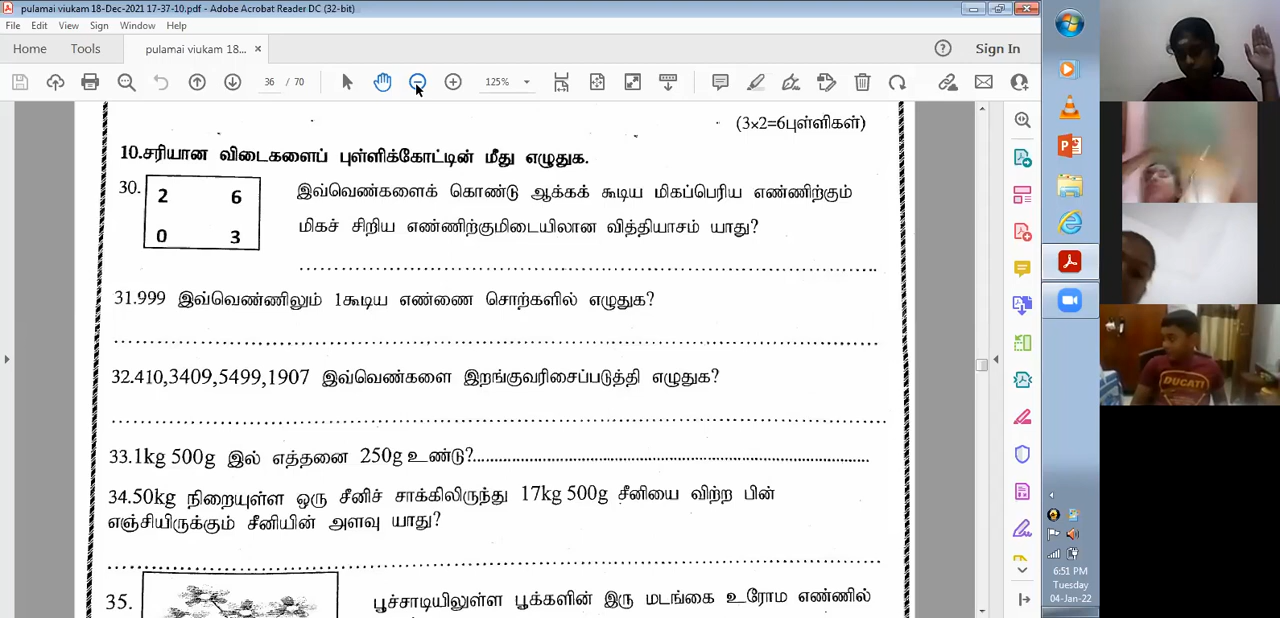 pulamai viukam 18-Dec-2021 17-37-10.pdf - Adobe Acrobat Reader DC (32-bit)
File Edit View Sign Window Help
Home Tools pulamai viukam 18... × Sign In
36 / 70 125%
(3x2=6புள்ளிகள்)
10.சரியான விடைகளைப் புள்ளிக்கோட்டின் மீது எழுதுக.
30. 2 6 இவ்வெண்களைக் கொண்டு ஆக்கக் கூடிய மிகப்பெரிய எண்ணிற்கும்
0 3 மிகச் சிறிய எண்ணிற்குமிடையிலான வித்தியாசம் யாது?
31.999 இவ்வெண்ணிலும் 1கூடிய எண்ணை சொற்களில் எழுதுக?
32.410,3409,5499,1907 இவ்வெண்களை இறங்குவரிசைப்படுத்தி எழுதுக?
33.1kg 500g இல் எத்தனை 250g உண்டு?
34.50kg நிறையுள்ள ஒரு சீனிச் சாக்கிலிருந்து 17kg 500g சீனியை விற்ற பின்
எஞ்சியிருக்கும் சீனியின் அளவு யாது?
35. பூச்சாடியிலுள்ள பூக்களின் இரு மடங்கை உரோம எண்ணில்
DUCATI
6:51 PM
Tuesday
04-Jan-22